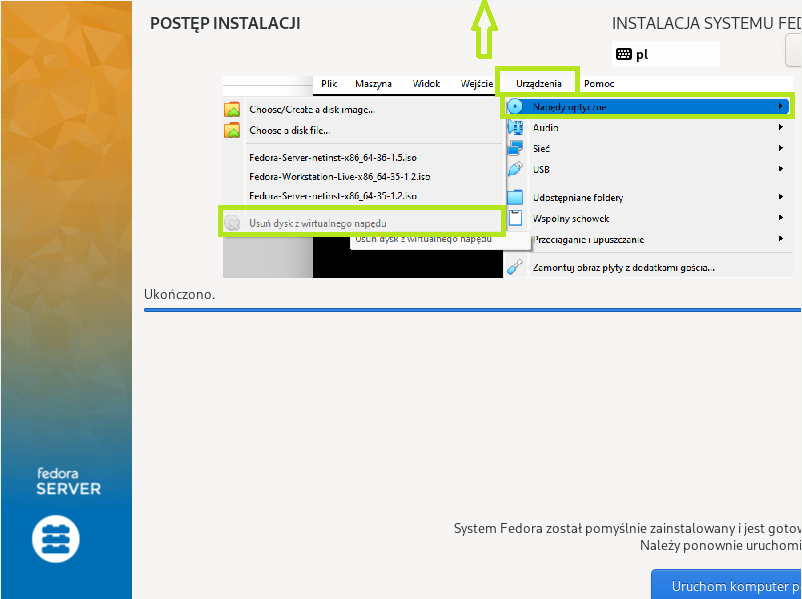 POSTĘP INSTALACJI
INSTALACJA SYSTEMU FED
pl
Plik Maszyna Widok Wejście Urządzenia Pomoc
Choose/Create a disk image...
Choose a disk file...
Fedora-Server-netinst-x86_64-36-1.5.iso
Fedora-Workstation-Live-x86_64-35-1.2.iso
Fedora-Server-netinst-x86_64-35-1.2.iso
Usuń dysk z wirtualnego napędu
Usuń dysk z wirtualnego napędu
Napędy optyczne
Audio
Sieć
USB
Udostępniane foldery
Wspólny schowek
Przeciąganie i upuszczanie
Zamontuj obraz płyty z dodatkami gościa...
Ukończono.
fedora
SERVER
System Fedora został pomyślnie zainstalowany i jest gotow
Należy ponownie uruchomi
Uruchom komputer p